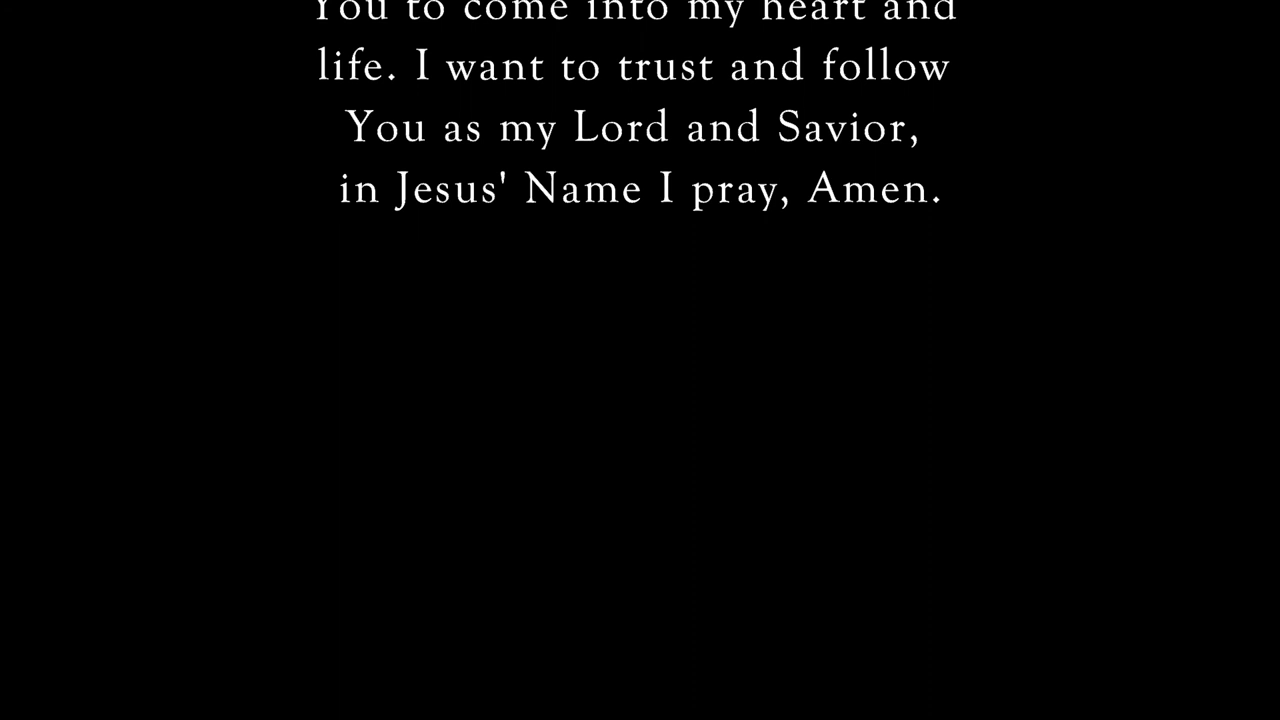 You to come into my heart and
life. I want to trust and follow
You as my Lord and Savior,
in Jesus' Name I pray, Amen.